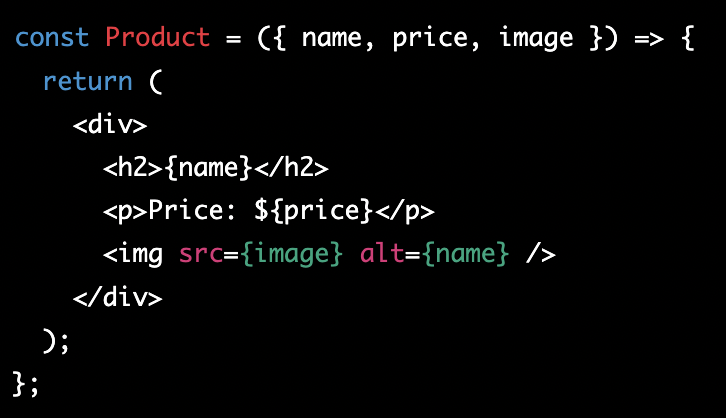 const Product = ({ name, price, image }) => {
  return (
    <div>
      <h2>{name}</h2>
      <p>Price: ${price}</p>
      <img src={image} alt={name} />
    </div>
  );
};